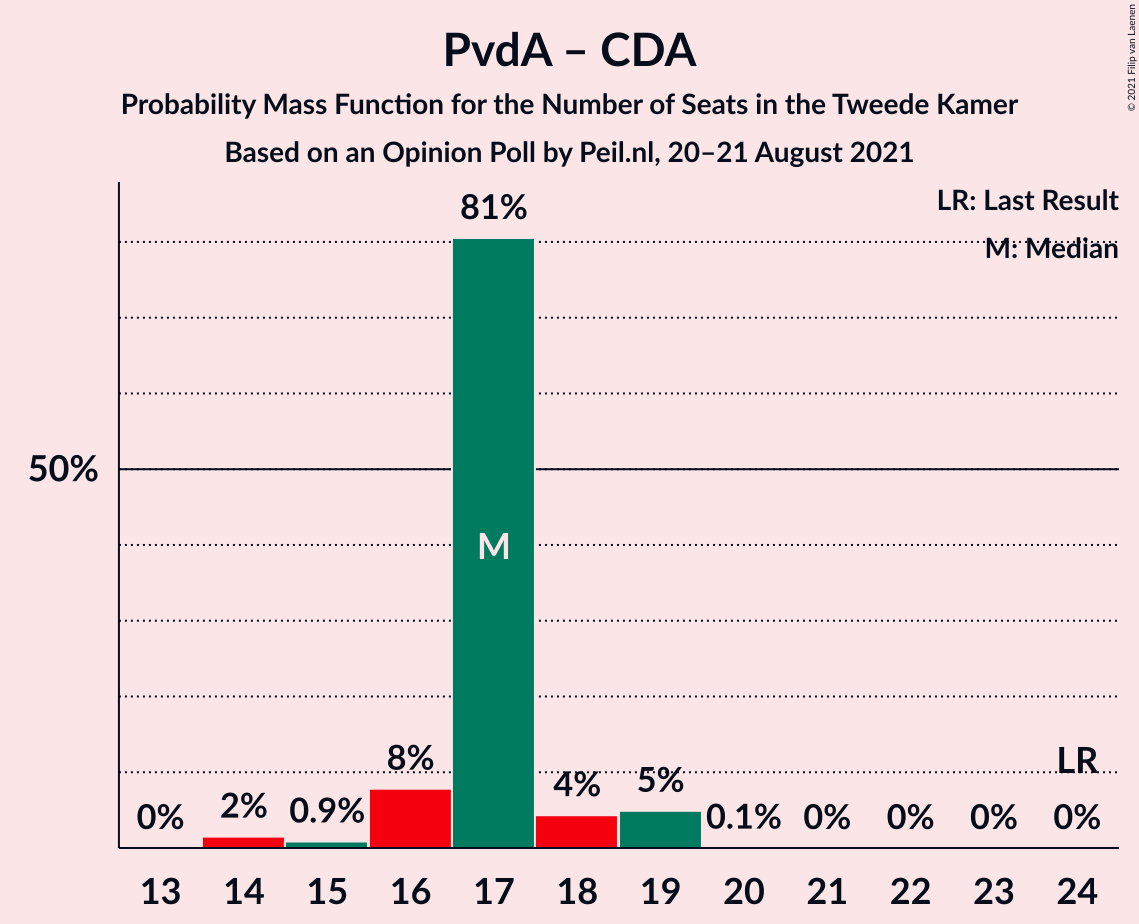 PvdA – CDA
Probability Mass Function for the Number of Seats in the Tweede Kamer
Based on an Opinion Poll by Peil.nl, 20–21 August 2021
© 2021 Filip van Laenen
LR: Last Result
M: Median
81%
50%
M
LR
0% 2% 0.9% 8% 4% 5% 0.1% 0% 0% 0% 0%
13 14 15 16 17 18 19 20 21 22 23 24